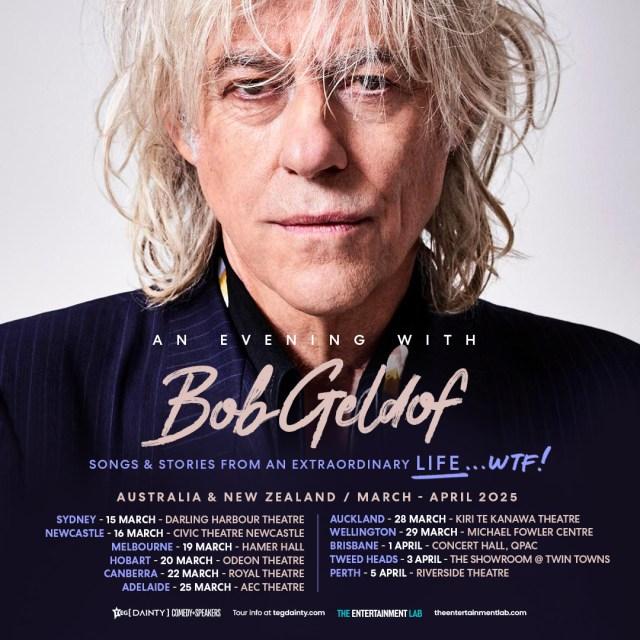 AN EVENING WITH
Bob Geldof
SONGS & STORIES FROM AN EXTRAORDINARY LIFE...WTF!
AUSTRALIA & NEW ZEALAND / MARCH - APRIL 2025
SYDNEY - 15 MARCH - DARLING HARBOUR THEATRE
NEWCASTLE - 16 MARCH - CIVIC THEATRE NEWCASTLE
MELBOURNE - 19 MARCH - HAMER HALL
HOBART - 20 MARCH - ODEON THEATRE
CANBERRA - 22 MARCH - ROYAL THEATRE
ADELAIDE - 25 MARCH - AEC THEATRE
AUCKLAND - 28 MARCH - KIRI TE KANAWA THEATRE
WELLINGTON - 29 MARCH - MICHAEL FOWLER CENTRE
BRISBANE - 1 APRIL - CONCERT HALL, QPAC
TWEED HEADS - 3 APRIL - THE SHOWROOM @ TWIN TOWNS
PERTH - 5 APRIL - RIVERSIDE THEATRE
TEG[DAINTY] COMEDY+SPEAKERS Tour info at tegdainty.com THE ENTERTAINMENT LAB theentertainmentlab.com